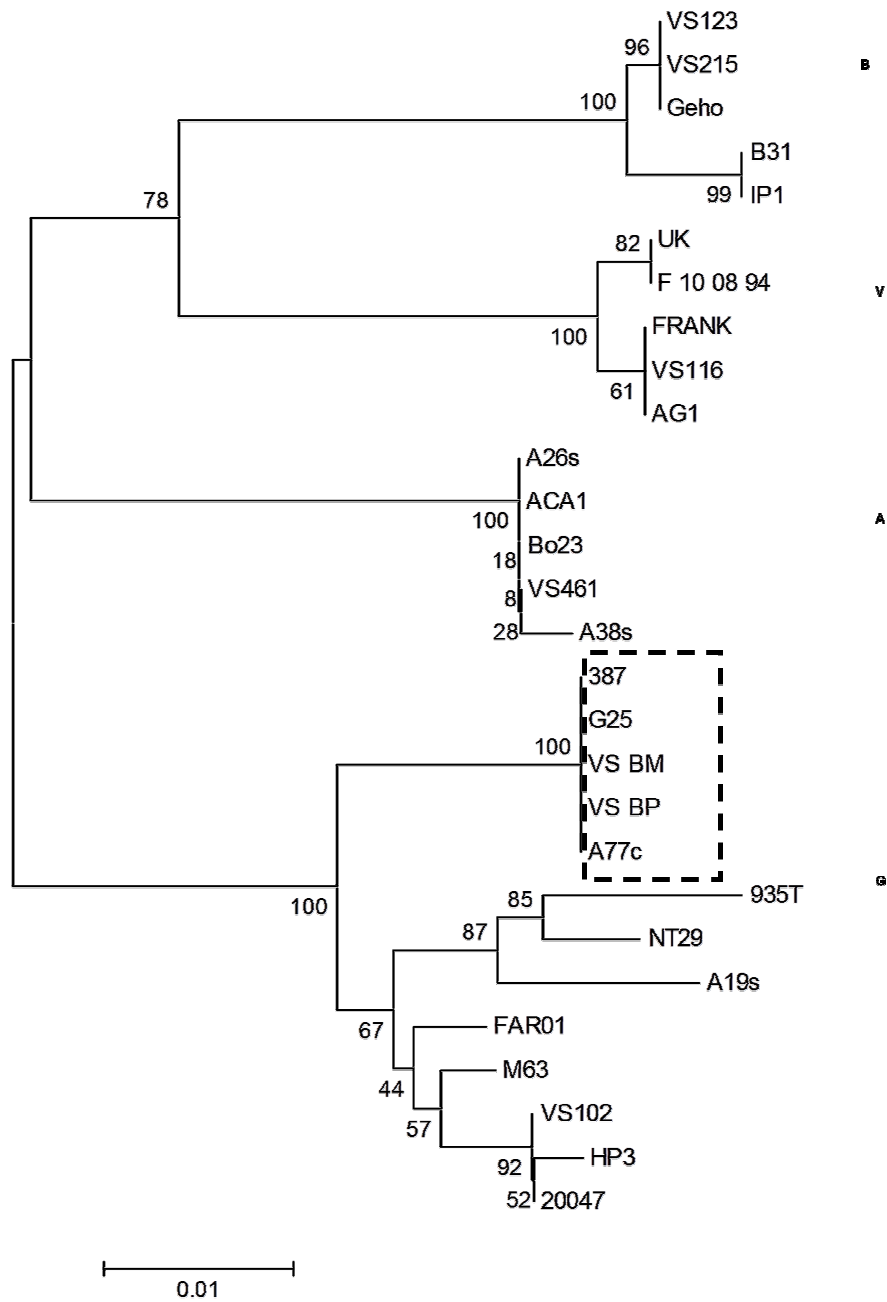 VS123
96
VS215
B
Geho
100
B31
99
IP1
78
UK
82
F 10 08 94
V
100
FRANK
VS116
61
AG1
A26s
ACA1
100
A
Bo23
18
VS461
8
28
A38s
387
G25
100
VS BM
VS BP
A77c
G
100
935T
85
87
NT29
A19s
67
FAR01
44
M63
57
VS102
92
HP3
52
20047
0.01